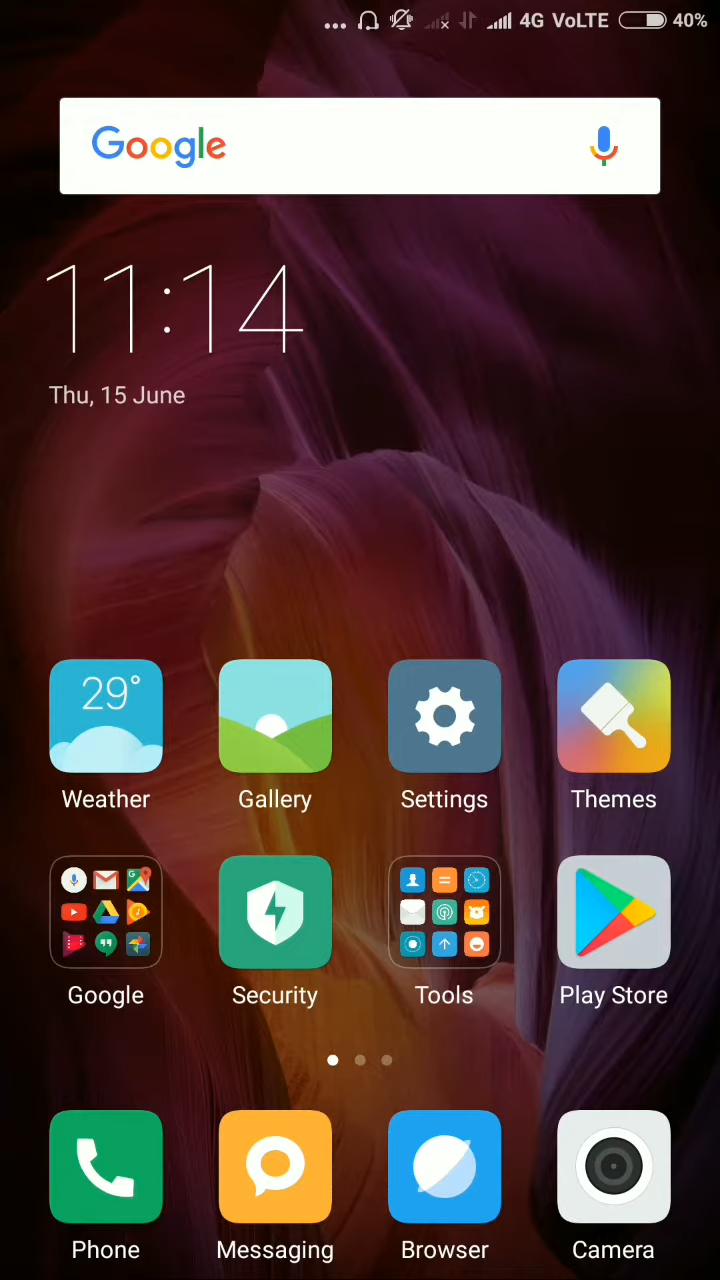 4G VoLTE 40%
Google
11:14
Thu, 15 June
29°
Weather Gallery Settings Themes
Google Security Tools Play Store
Phone Messaging Browser Camera